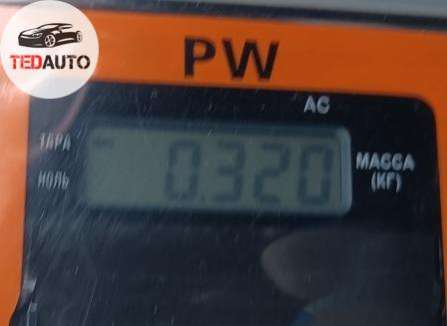 TEDAUTO
PW
AC
ТАРА
НОЛЬ
0.320
МАССА
(КГ)